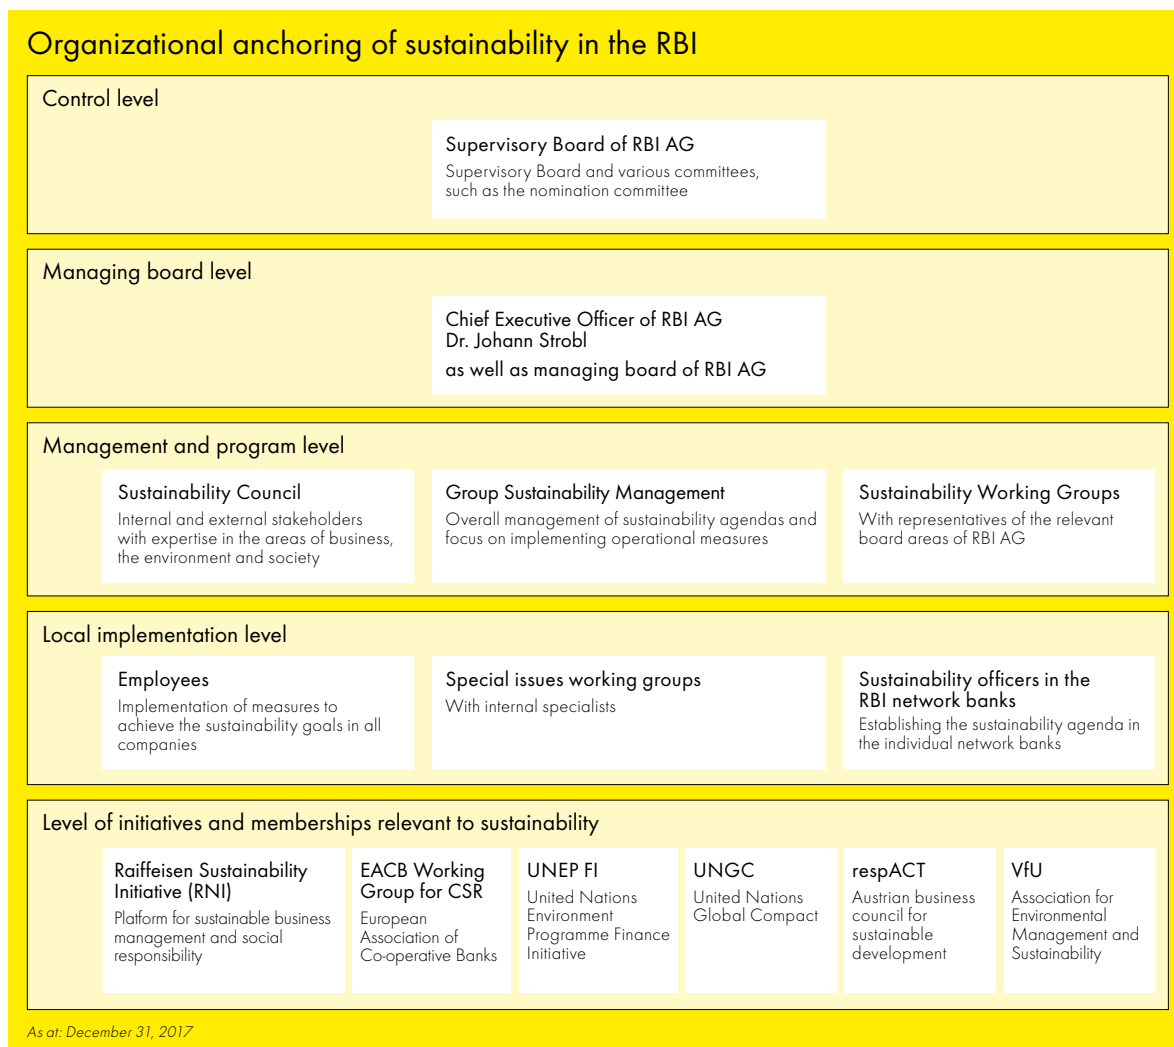 Organizational anchoring of sustainability in the RBI
Control level
Supervisory Board of RBI AG
Supervisory Board and various committees,
such as the nomination committee
Managing board level
Chief Executive Officer of RBI AG
Dr. Johann Strobl
as well as managing board of RBI AG
Management and program level
Sustainability Council
Internal and external stakeholders
with expertise in the areas of business,
the environment and society
Group Sustainability Management
Overall management of sustainability agendas and
focus on implementing operational measures
Sustainability Working Groups
With representatives of the relevant
board areas of RBI AG
Local implementation level
Employees
Implementation of measures to
achieve the sustainability goals in all
companies
Special issues working groups
With internal specialists
Sustainability officers in the
RBI network banks
Establishing the sustainability agenda in
the individual network banks
Level of initiatives and memberships relevant to sustainability
Raiffeisen Sustainability
Initiative (RNI)
Platform for sustainable business
management and social
responsibility
EACB Working
Group for CSR
European
Association of
Co-operative Banks
UNEP FI
United Nations
Environment
Programme Finance
Initiative
UNGC
United Nations
Global Compact
respACT
Austrian business
council for
sustainable
development
VfU
Association for
Environmental
Management and
Sustainability
As at: December 31, 2017